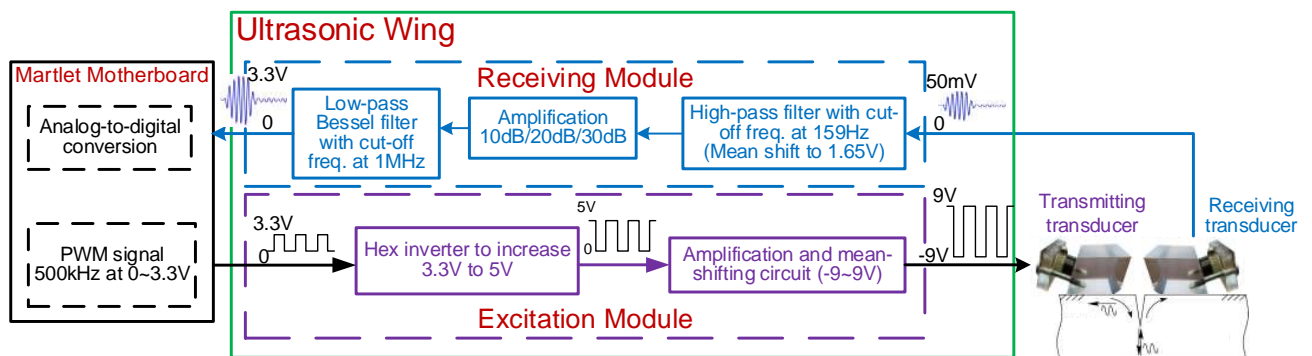 Ultrasonic Wing
Martlet Motherboard
Analog-to-digital
conversion
PWM signal
500kHz at 0~3.3V
Receiving Module
3.3V
0
Low-pass
Bessel filter
with cut-off
freq. at 1MHz
Amplification
10dB/20dB/30dB
High-pass filter with cut-
off freq. at 159Hz
(Mean shift to 1.65V)
50mV
0
3.3V
0
Hex inverter to increase
3.3V to 5V
5V
0
Amplification and mean-
shifting circuit (-9~9V)
9V
-9V
Excitation Module
Transmitting
transducer
Receiving
transducer